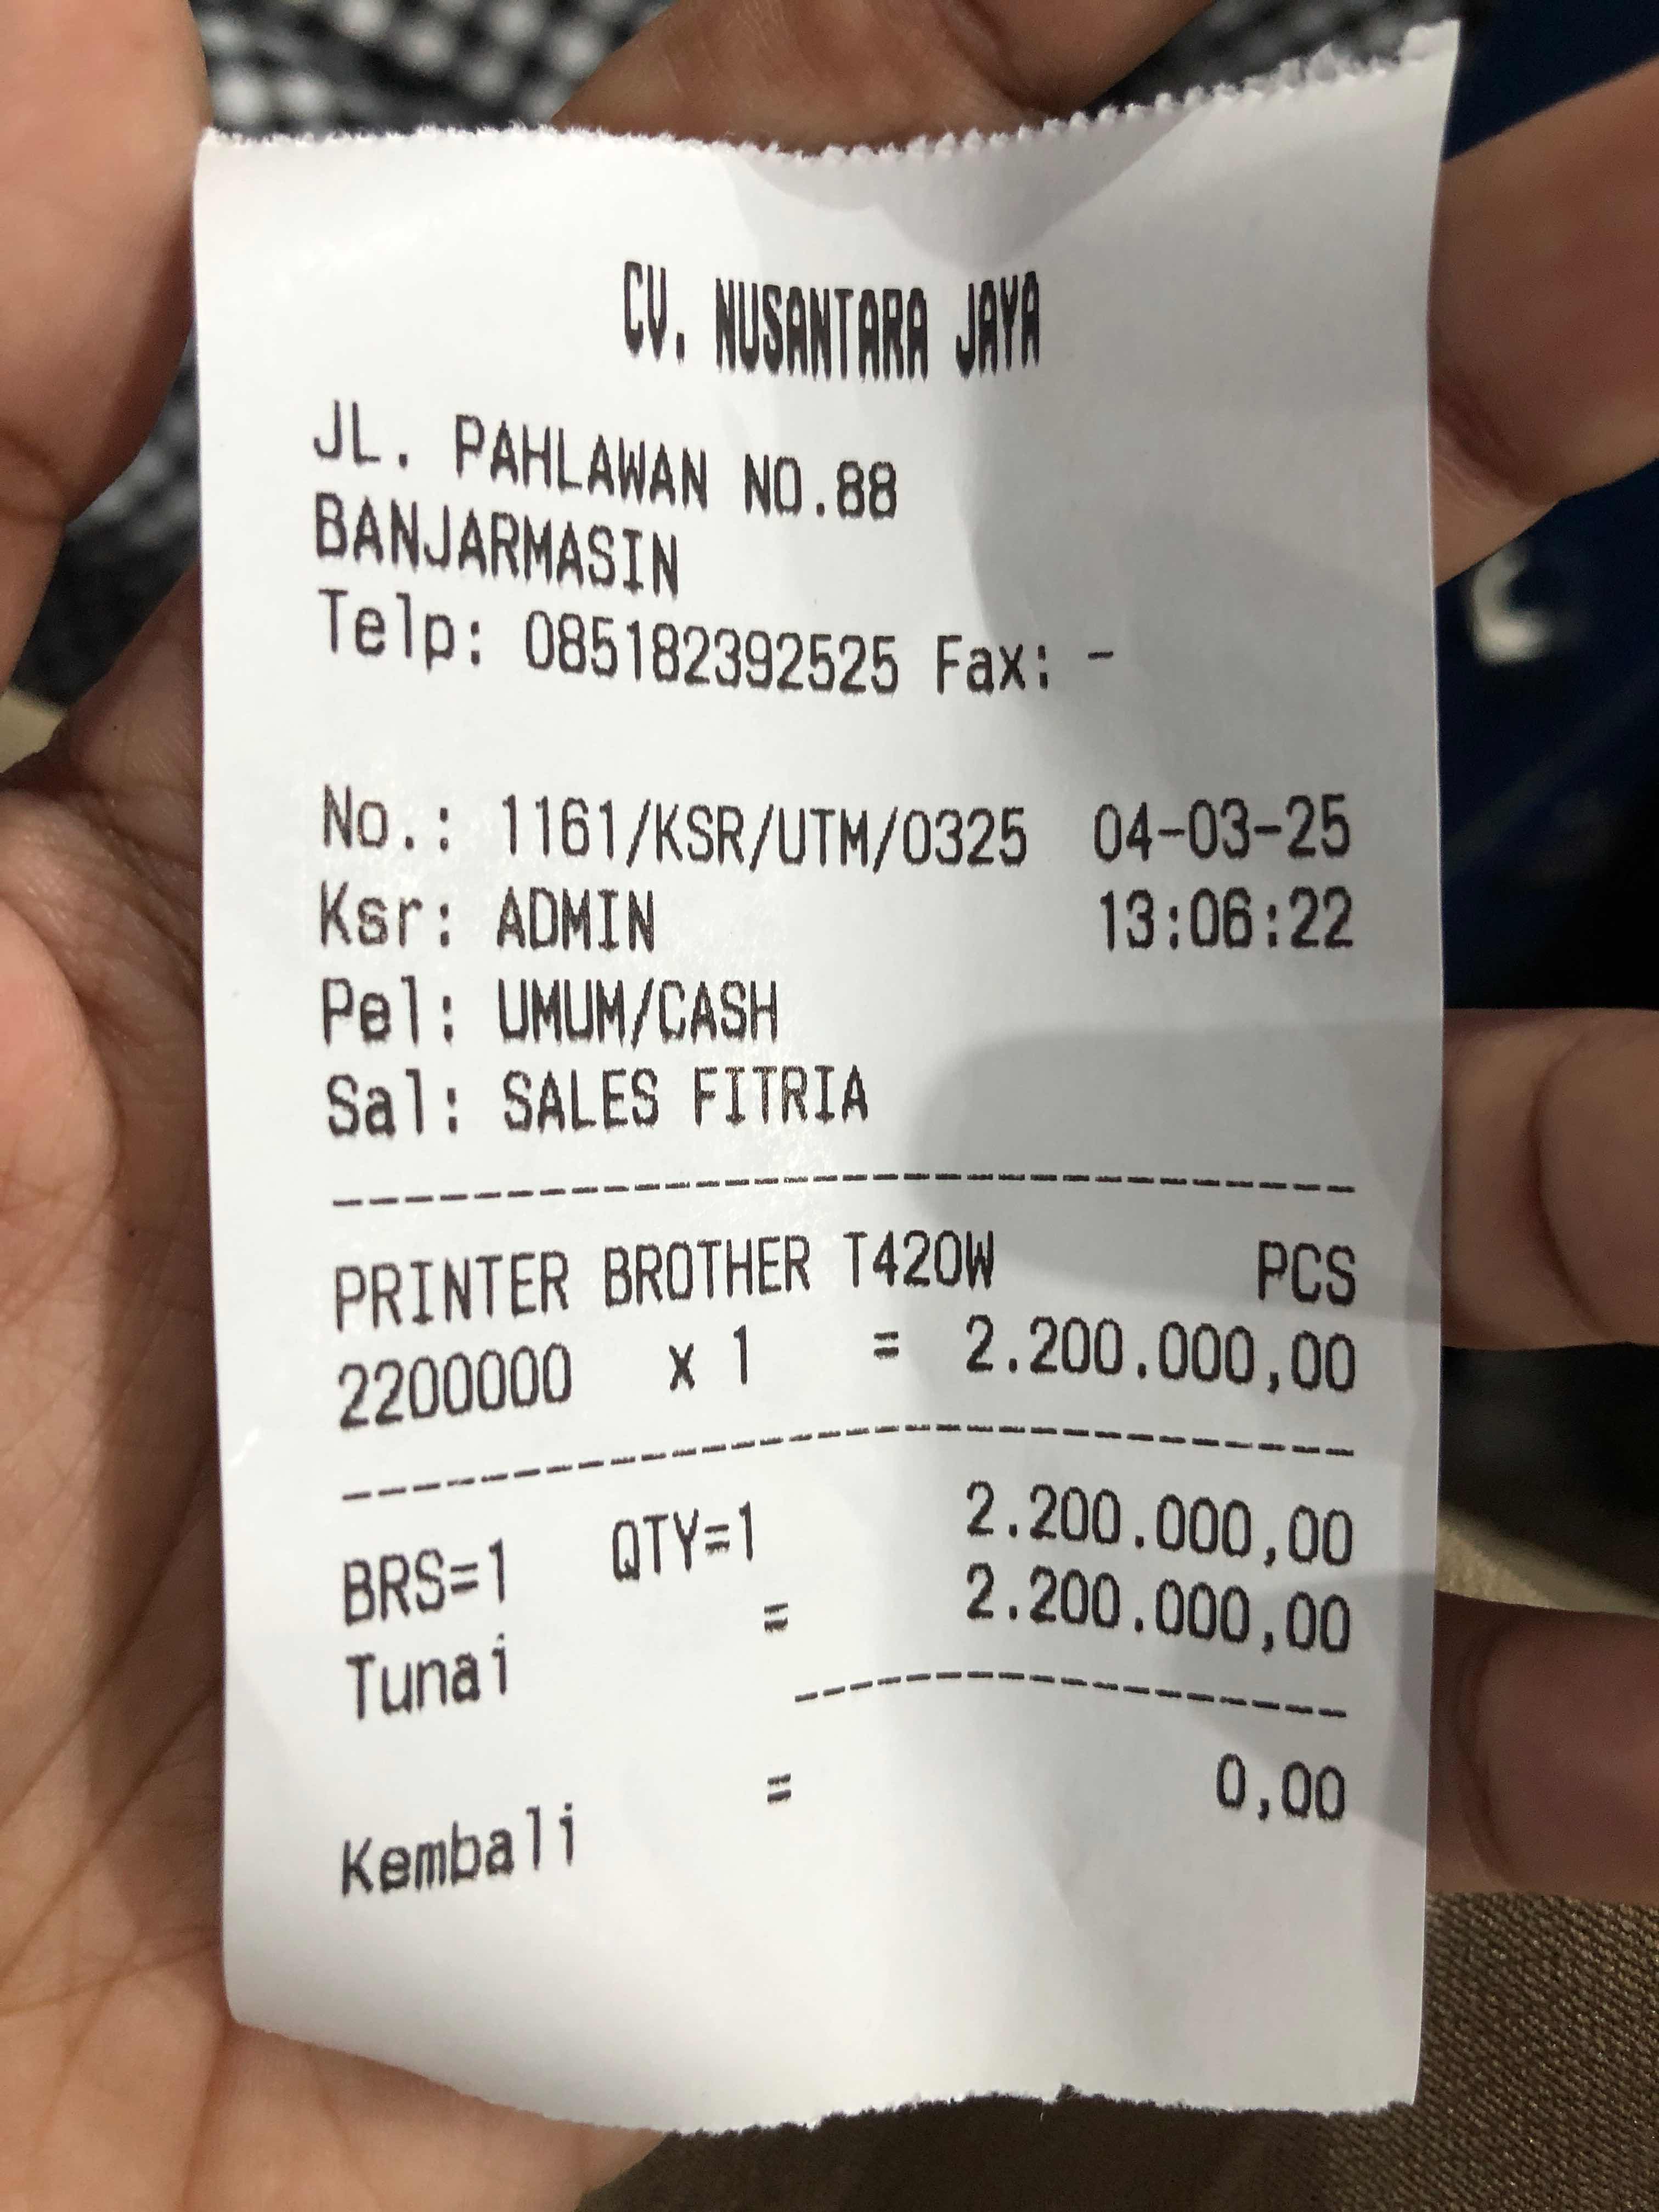 CV. NUSANTARA JAYA
JL. PAHLAWAN NO.88
BANJARMASIN
Telp: 085182392525 Fax: -
No.: 1161/KSR/UTM/0325 04-03-25
Ksr: ADMIN 13:06:22
Pel: UMUM/CASH
Sal: SALES FITRIA
--------------------------------
PRINTER BROTHER T420W PCS
2200000 x 1 = 2.200.000,00
--------------------------------
BRS=1 QTY=1 2.200.000,00
Tunai = 2.200.000,00
-----------------
Kembali = 0,00